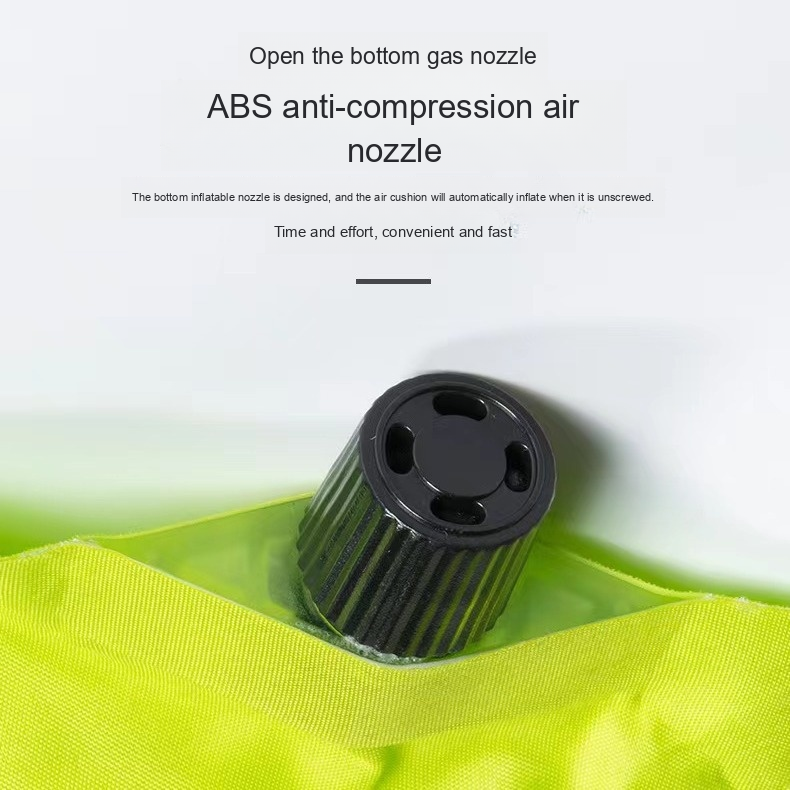 Open the bottom gas nozzle
ABS anti-compression air
nozzle
The bottom inflatable nozzle is designed, and the air cushion will automatically inflate when it is unscrewed.
Time and effort, convenient and fast